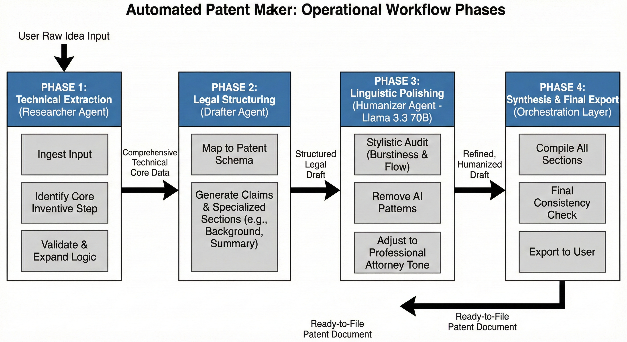 Automated Patent Maker: Operational Workflow Phases
User Raw Idea Input
PHASE 1:
Technical Extraction
(Researcher Agent)
Ingest Input
Identify Core
Inventive Step
Validate &
Expand Logic
Comprehensive
Technical
Core Data
PHASE 2:
Legal Structuring
(Drafter Agent)
Map to Patent
Schema
Generate Claims
& Specialized
Sections (e.g.,
Background,
Summary)
Structured
Legal
Draft
PHASE 3:
Linguistic Polishing
(Humanizer Agent -
Llama 3.3 70B)
Stylistic Audit
(Burstiness &
Flow)
Remove AI
Patterns
Adjust to
Professional
Attorney Tone
Refined,
Humanized
Draft
PHASE 4:
Synthesis & Final Export
(Orchestration Layer)
Compile All
Sections
Final
Consistency
Check
Export to User
Ready-to-File
Patent Document
Ready-to-File
Patent Document